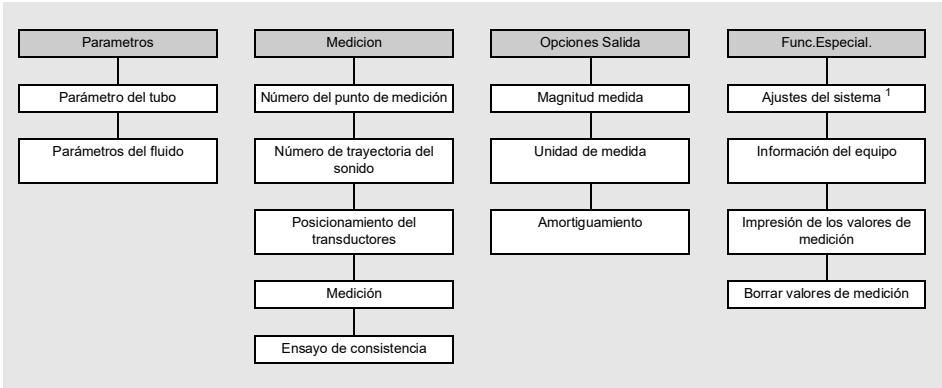 Parametros
Parámetro del tubo
Parámetros del fluido
Medicion
Número del punto de medición
Número de trayectoria del
sonido
Posicionamiento del
transductores
Medición
Ensayo de consistencia
Opciones Salida
Magnitud medida
Unidad de medida
Amortiguamiento
Func.Especial.
Ajustes del sistema 1
Información del equipo
Impresión de los valores de
medición
Borrar valores de medición